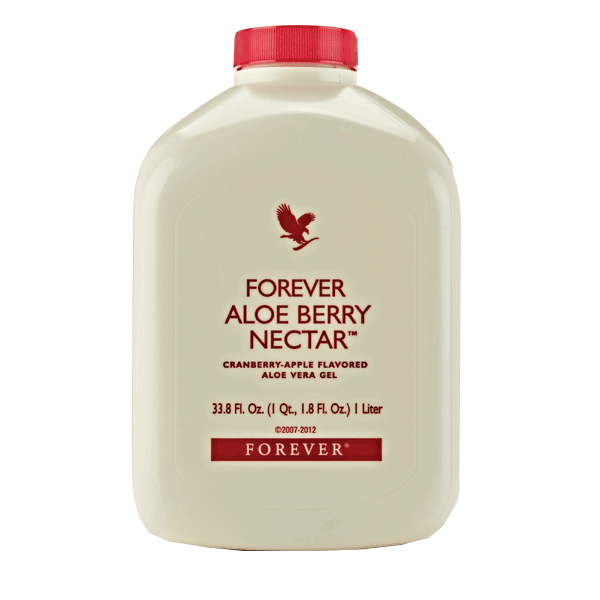 FOREVER
ALOE BERRY
NECTAR™
CRANBERRY-APPLE FLAVORED
ALOE VERA GEL
33.8 Fl. Oz. (1 Qt., 1.8 Fl. Oz.) 1 Liter
©2007-2012
FOREVER®